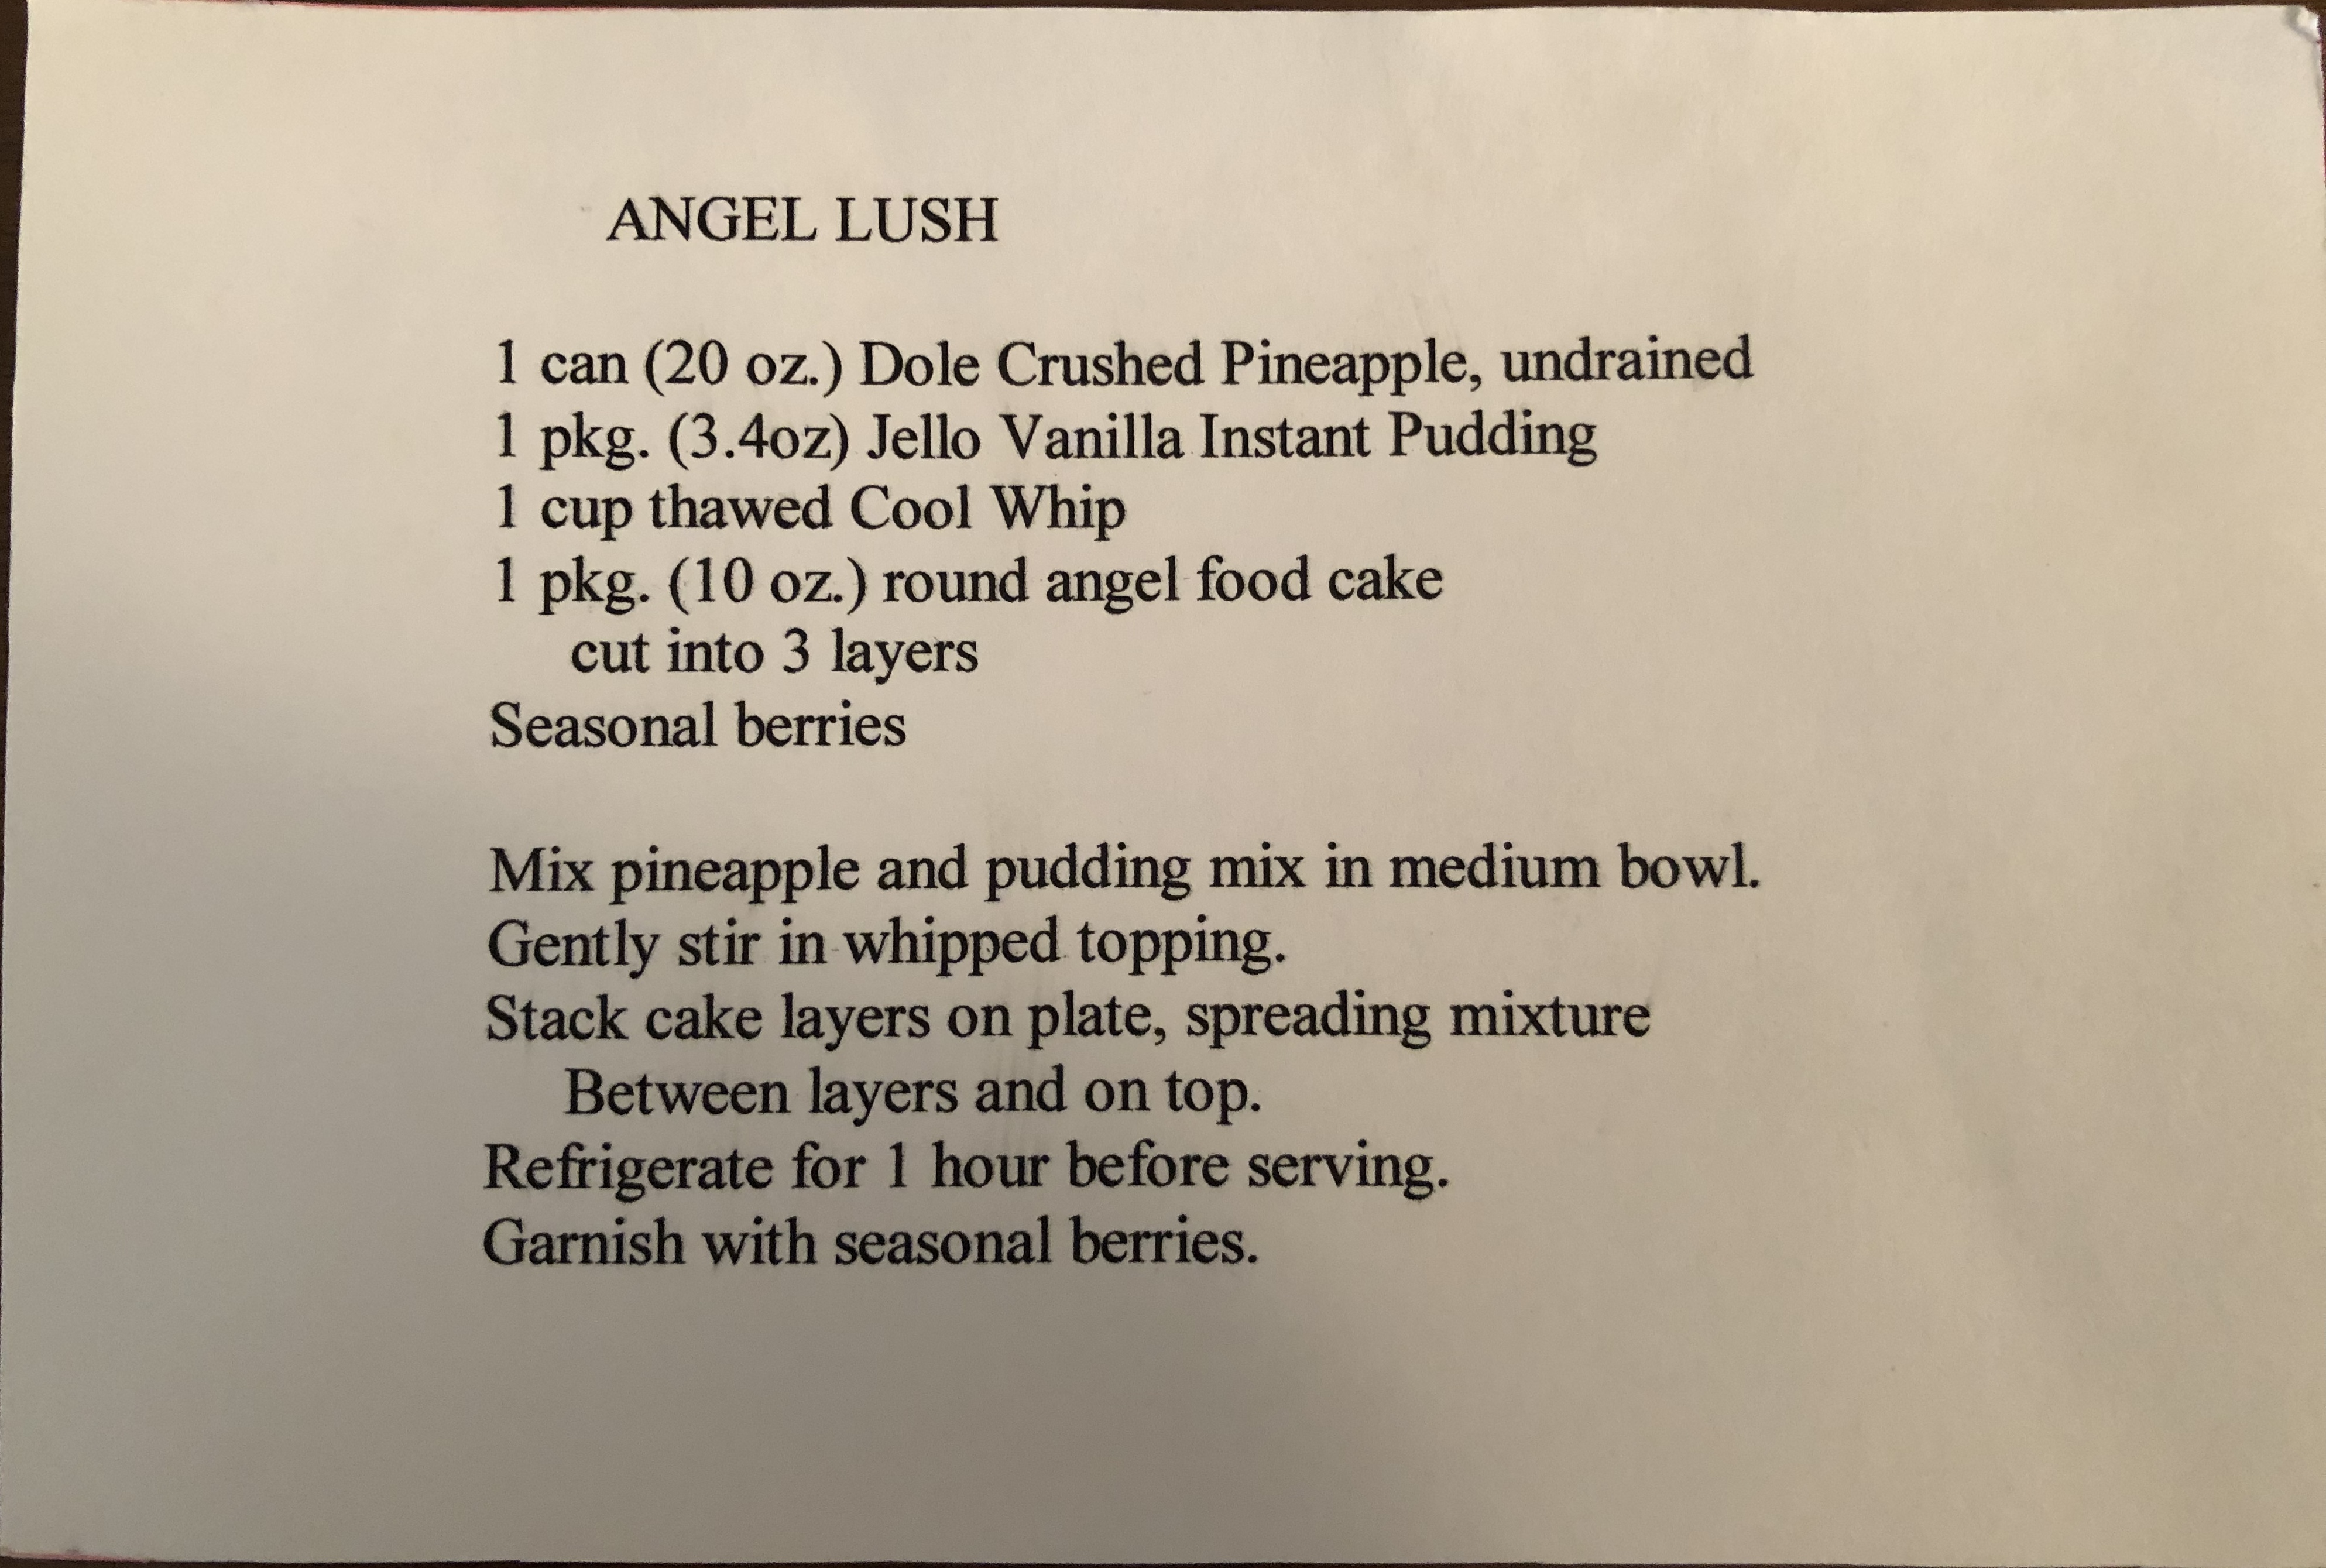 ANGEL LUSH
1 can (20 oz.) Dole Crushed Pineapple, undrained
1 pkg. (3.4oz) Jello Vanilla Instant Pudding
1 cup thawed Cool Whip
1 pkg. (10 oz.) round angel food cake
cut into 3 layers
Seasonal berries
Mix pineapple and pudding mix in medium bowl.
Gently stir in whipped topping.
Stack cake layers on plate, spreading mixture
Between layers and on top.
Refrigerate for 1 hour before serving.
Garnish with seasonal berries.